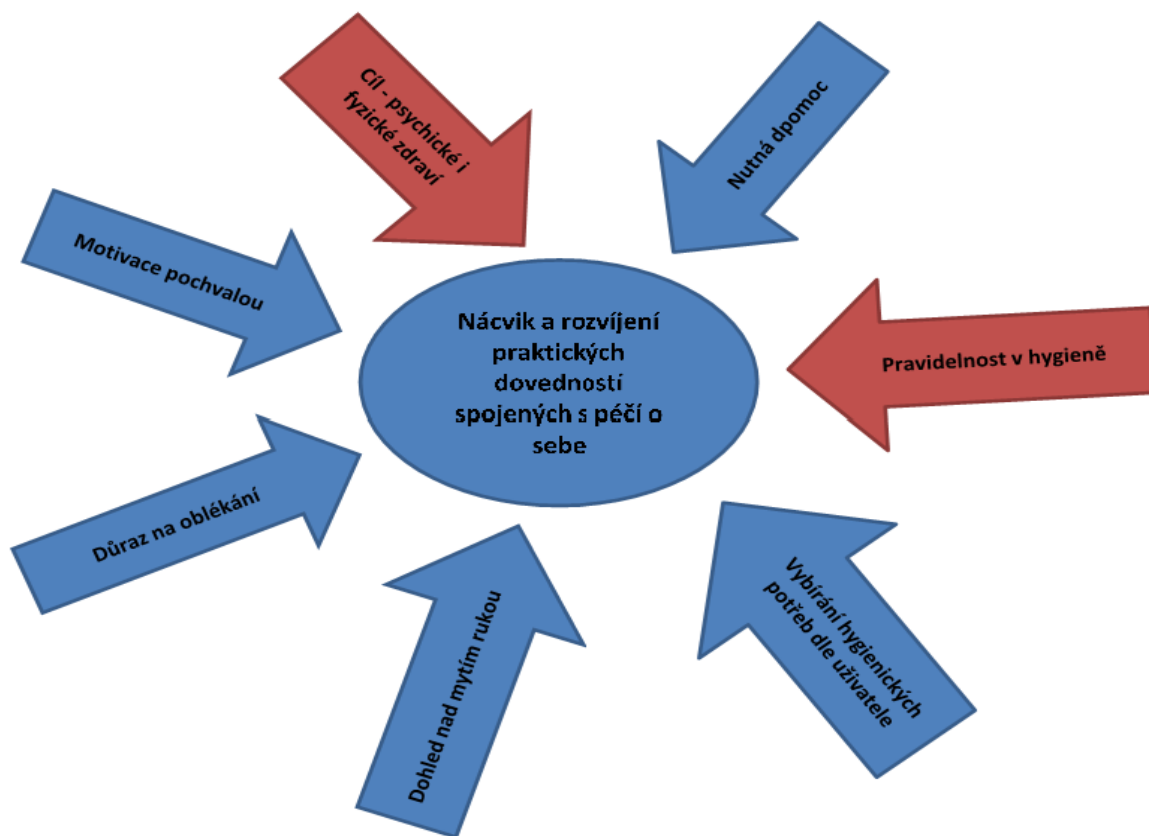 Cíl - psychické i
fyzické zdraví
Nutná dpomoc
Motivace pochvalou
Nácvik a rozvíjení
praktických
dovedností
spojených s péčí o
sebe
Pravidelnost v hygieně
Důraz na oblékání
Dohled nad mytím rukou
Vybírání hygienických
potřeb dle uživatele